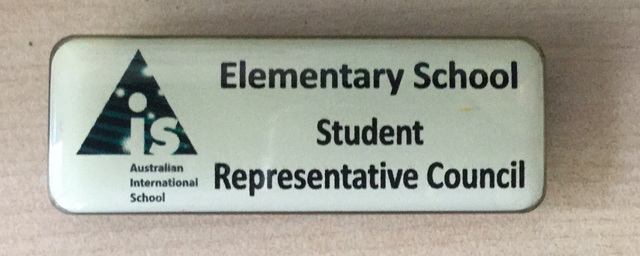 is
Australian
International
School
Elementary School
Student
Representative Council